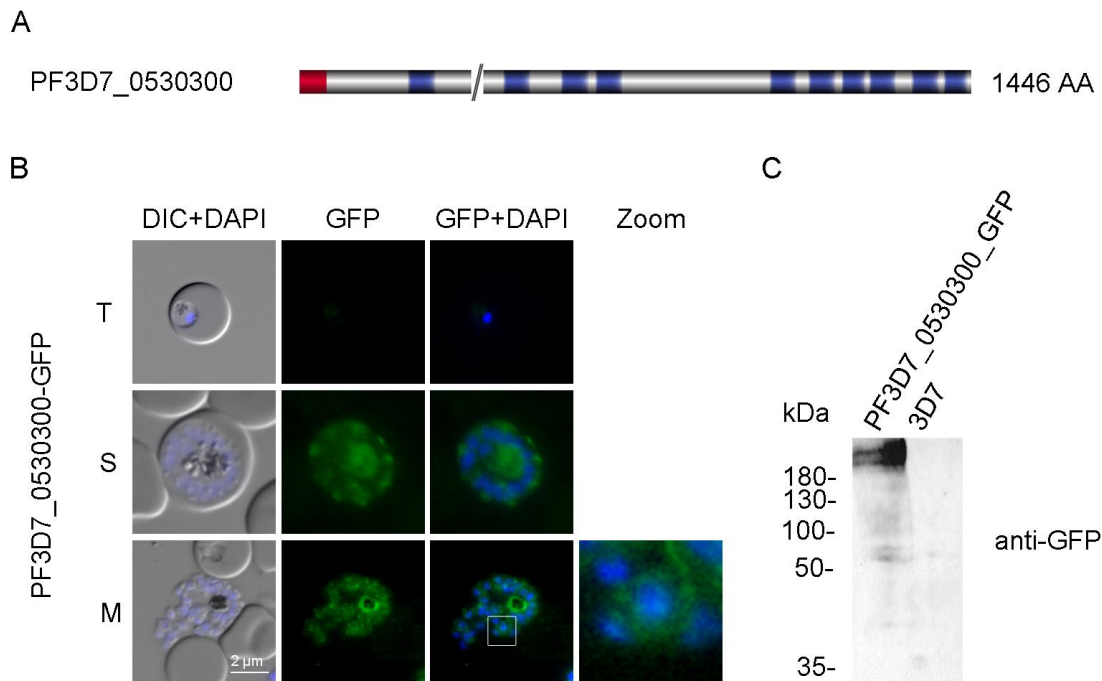 A
PF3D7_0530300
1446 AA
B
DIC+DAPI GFP GFP+DAPI Zoom
PF3D7_0530300-GFP
T
S
M
2 µm
C
PF3D7_0530300_GFP
3D7
kDa
180-
130-
100-
50-
35-
anti-GFP